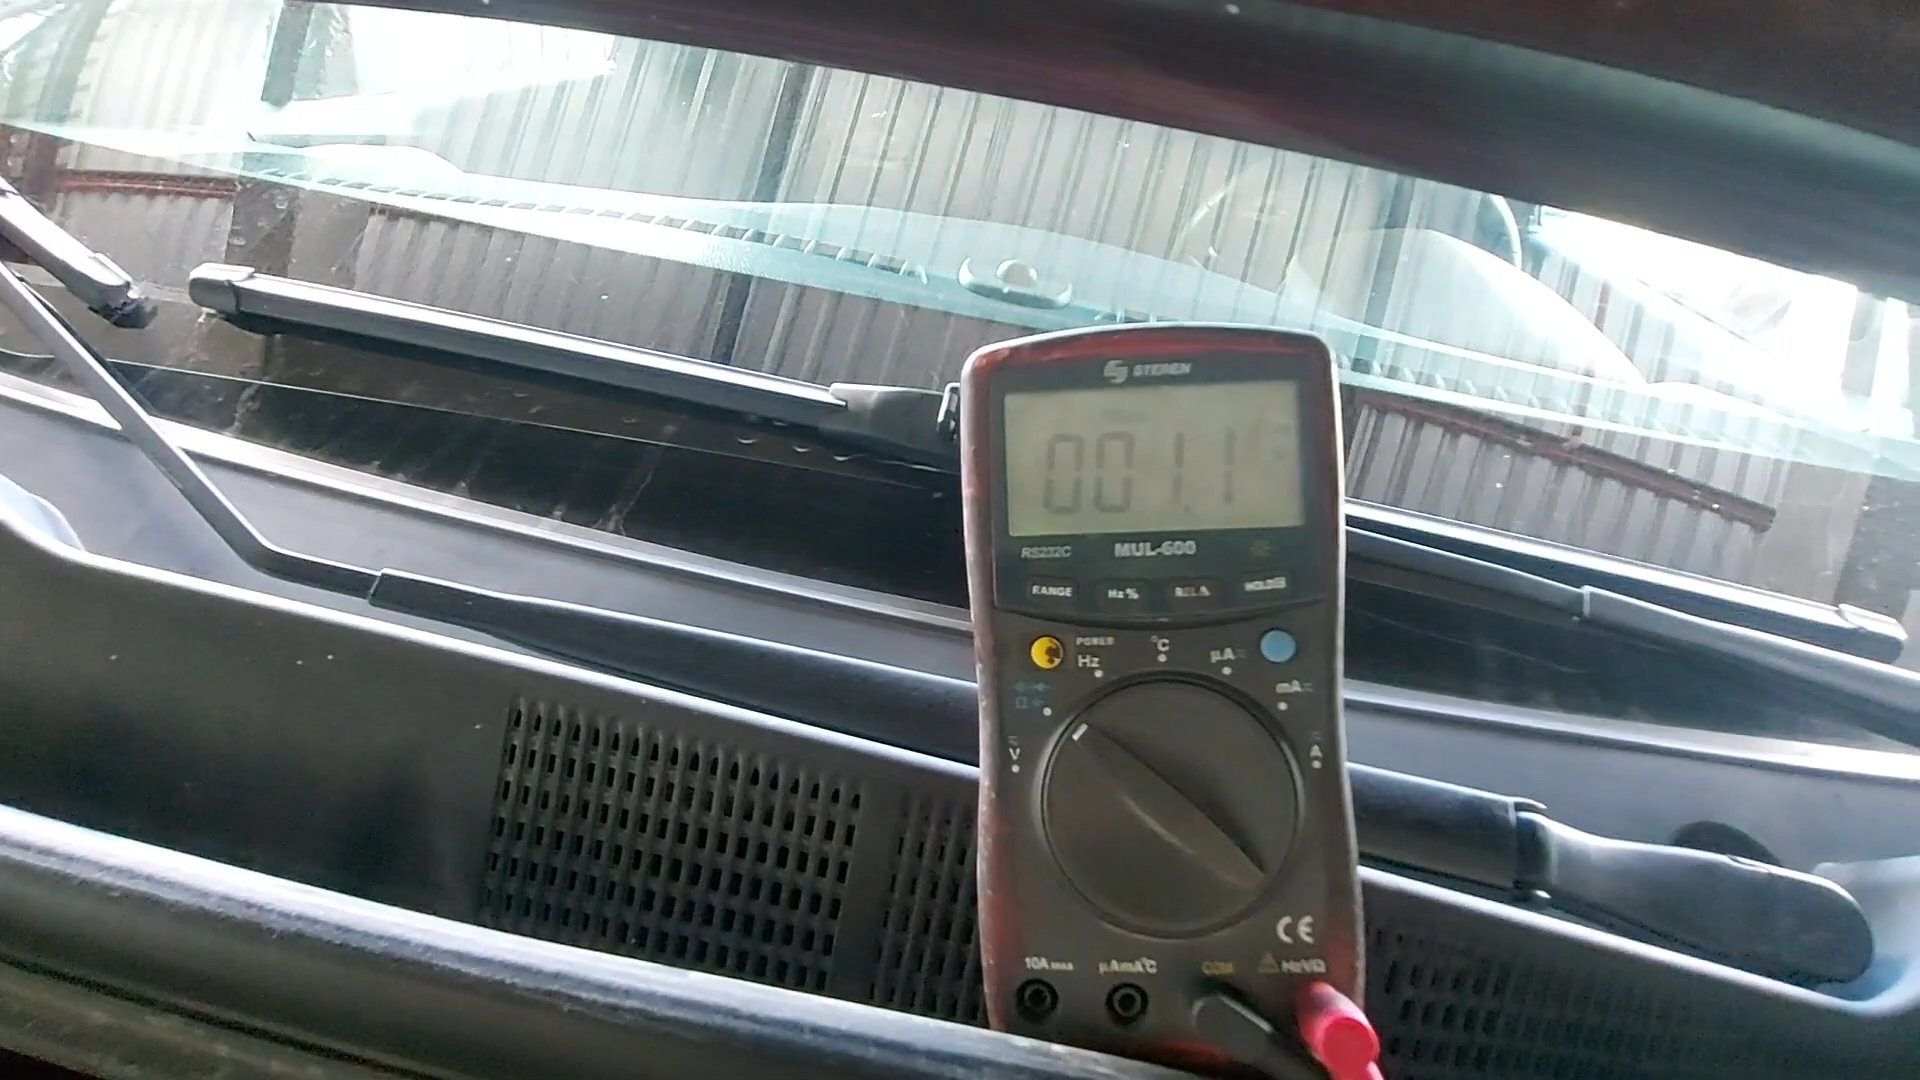 STEREN
001.1
RS232C MUL-600
RANGE Hz % REL Δ HOLD
POWER
Hz °C μA mA
V A
CE
10A MAX μAmA°C COM HzVΩ